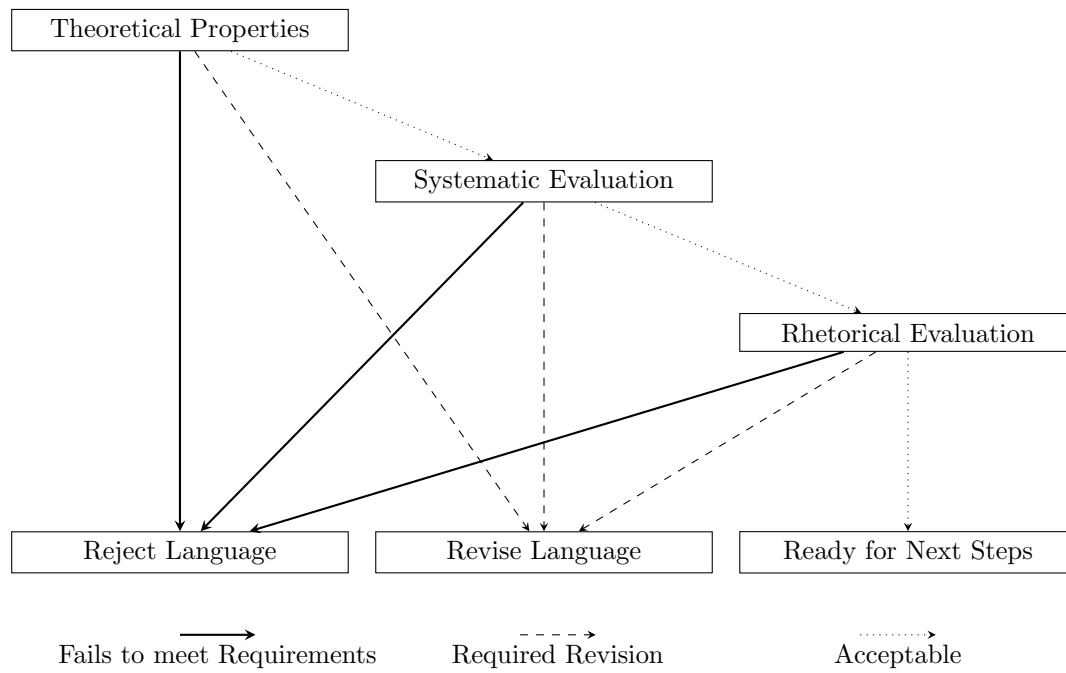 Theoretical Properties
Systematic Evaluation
Rhetorical Evaluation
Reject Language
Revise Language
Ready for Next Steps
Fails to meet Requirements
Required Revision
Acceptable